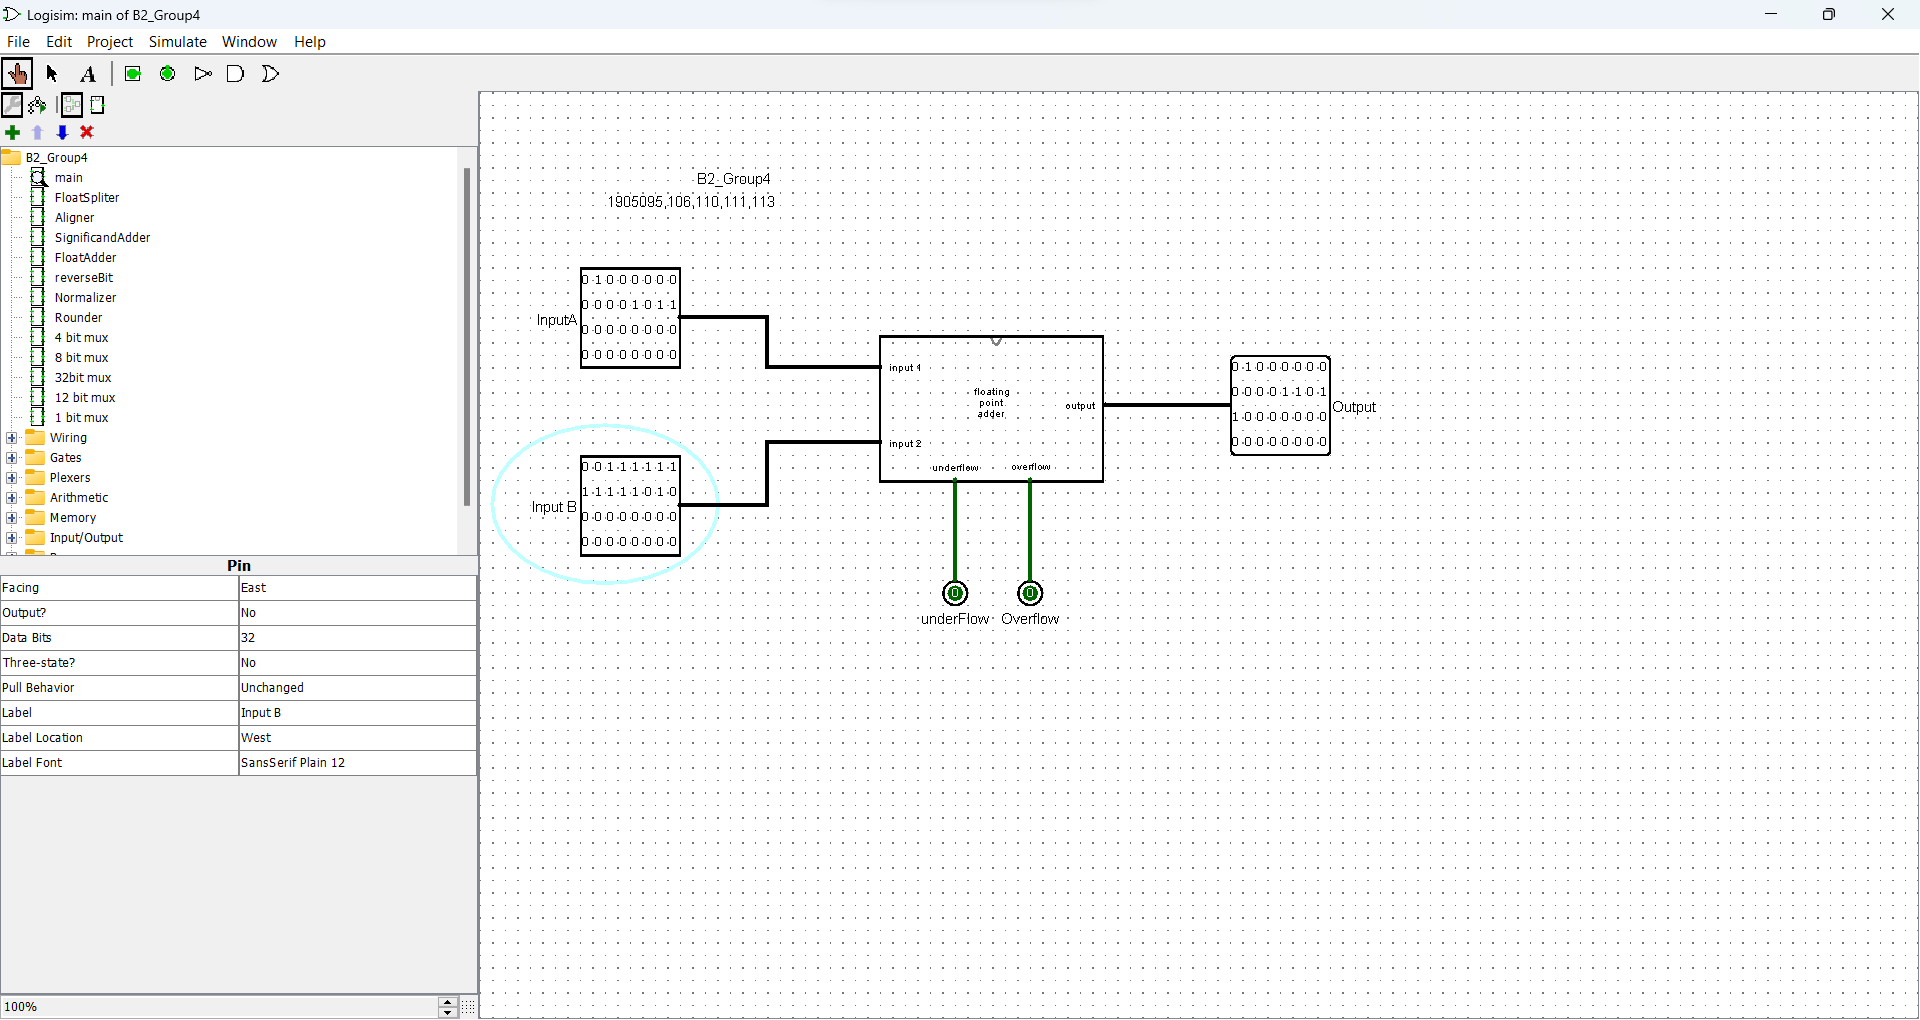 Logisim: main of B2_Group4
File Edit Project Simulate Window Help
A
B2_Group4
main
FloatSpliter
Aligner
SignificandAdder
FloatAdder
reverseBit
Normalizer
Rounder
4 bit mux
8 bit mux
32bit mux
12 bit mux
1 bit mux
Wiring
Gates
Plexers
Arithmetic
Memory
Input/Output
Pin
Facing East
Output? No
Data Bits 32
Three-state? No
Pull Behavior Unchanged
Label Input B
Label Location West
Label Font SansSerif Plain 12
100%
B2_Group4
1905095,106,110,111,113
InputA
0 1 0 0 0 0 0 0
0 0 0 0 1 0 1 1
0 0 0 0 0 0 0 0
0 0 0 0 0 0 0 0
Input B
0 0 1 1 1 1 1 1
1 1 1 1 1 0 1 0
0 0 0 0 0 0 0 0
0 0 0 0 0 0 0 0
input 1
input 2
floating
point
adder
output
underflow overflow
0 1 0 0 0 0 0 0
0 0 0 0 1 1 0 1
1 0 0 0 0 0 0 0
0 0 0 0 0 0 0 0
Output
0 0
underFlow Overflow